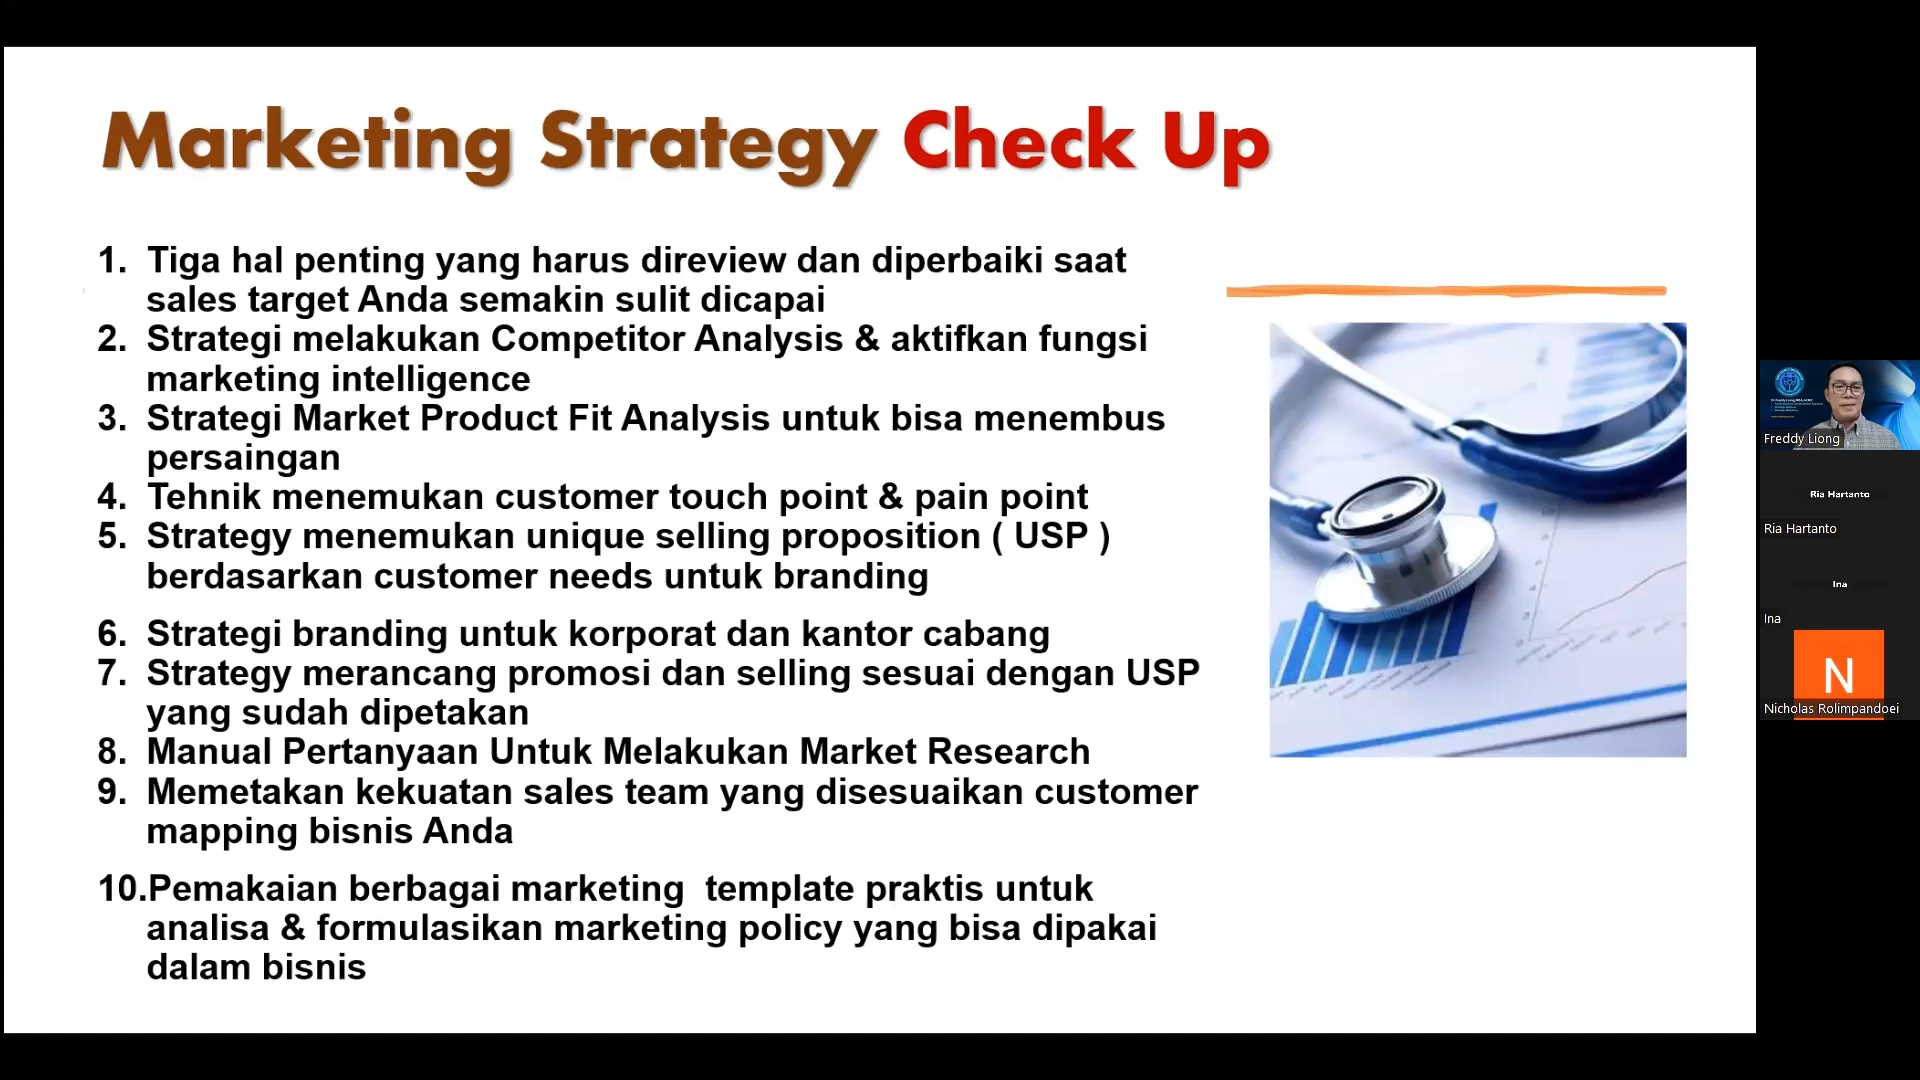 Marketing Strategy Check Up
1. Tiga hal penting yang harus direview dan diperbaiki saat
sales target Anda semakin sulit dicapai
2. Strategi melakukan Competitor Analysis & aktifkan fungsi
marketing intelligence
3. Strategi Market Product Fit Analysis untuk bisa menembus
persaingan
4. Tehnik menemukan customer touch point & pain point
5. Strategy menemukan unique selling proposition ( USP )
berdasarkan customer needs untuk branding
6. Strategi branding untuk korporat dan kantor cabang
7. Strategy merancang promosi dan selling sesuai dengan USP
yang sudah dipetakan
8. Manual Pertanyaan Untuk Melakukan Market Research
9. Memetakan kekuatan sales team yang disesuaikan customer
mapping bisnis Anda
10.Pemakaian berbagai marketing  template praktis untuk
analisa & formulasikan marketing policy yang bisa dipakai
dalam bisnis
Freddy Liong
Ria Hartanto
Ria Hartanto
Ina
Ina
N
Nicholas Rolimpandoei